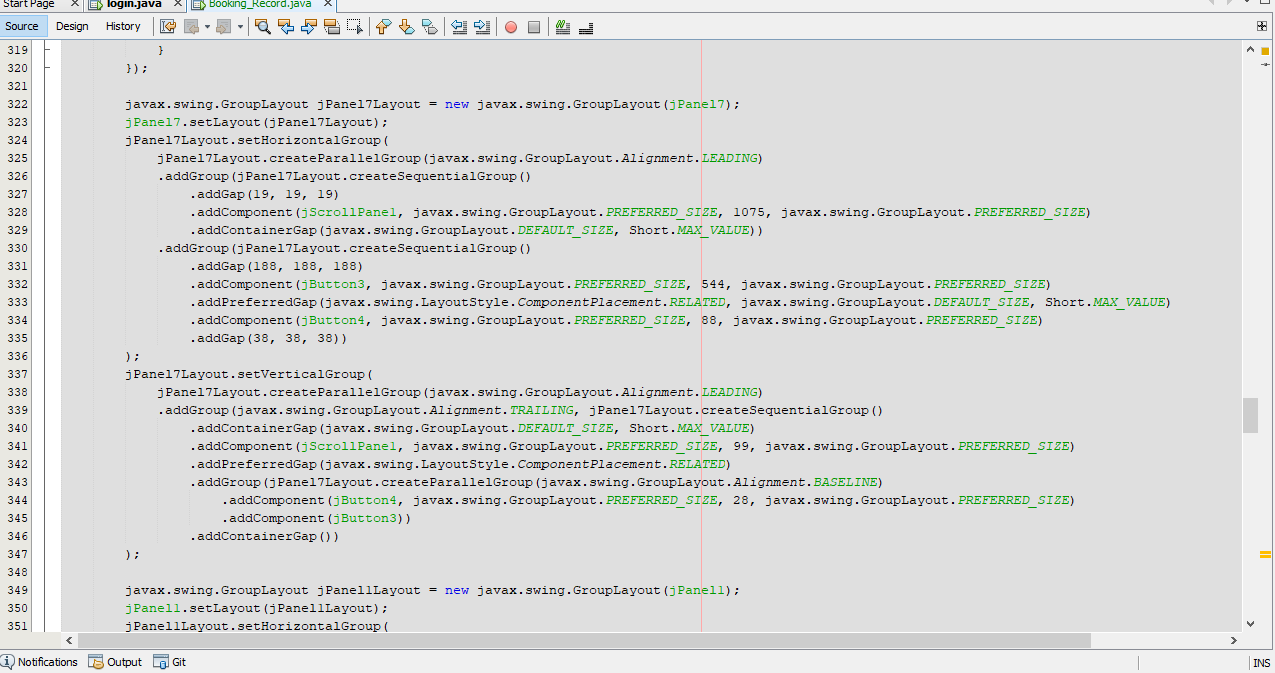 Start Page login.java Booking_Record.java
Source Design History
319 }
320 });
321
322 javax.swing.GroupLayout jPanel7Layout = new javax.swing.GroupLayout(jPanel7);
323 jPanel7.setLayout(jPanel7Layout);
324 jPanel7Layout.setHorizontalGroup(
325 jPanel7Layout.createParallelGroup(javax.swing.GroupLayout.Alignment.LEADING)
326 .addGroup(jPanel7Layout.createSequentialGroup()
327 .addGap(19, 19, 19)
328 .addComponent(jScrollPane1, javax.swing.GroupLayout.PREFERRED_SIZE, 1075, javax.swing.GroupLayout.PREFERRED_SIZE)
329 .addContainerGap(javax.swing.GroupLayout.DEFAULT_SIZE, Short.MAX_VALUE))
330 .addGroup(jPanel7Layout.createSequentialGroup()
331 .addGap(188, 188, 188)
332 .addComponent(jButton3, javax.swing.GroupLayout.PREFERRED_SIZE, 544, javax.swing.GroupLayout.PREFERRED_SIZE)
333 .addPreferredGap(javax.swing.LayoutStyle.ComponentPlacement.RELATED, javax.swing.GroupLayout.DEFAULT_SIZE, Short.MAX_VALUE)
334 .addComponent(jButton4, javax.swing.GroupLayout.PREFERRED_SIZE, 88, javax.swing.GroupLayout.PREFERRED_SIZE)
335 .addGap(38, 38, 38))
336 );
337 jPanel7Layout.setVerticalGroup(
338 jPanel7Layout.createParallelGroup(javax.swing.GroupLayout.Alignment.LEADING)
339 .addGroup(javax.swing.GroupLayout.Alignment.TRAILING, jPanel7Layout.createSequentialGroup()
340 .addContainerGap(javax.swing.GroupLayout.DEFAULT_SIZE, Short.MAX_VALUE)
341 .addComponent(jScrollPane1, javax.swing.GroupLayout.PREFERRED_SIZE, 99, javax.swing.GroupLayout.PREFERRED_SIZE)
342 .addPreferredGap(javax.swing.LayoutStyle.ComponentPlacement.RELATED)
343 .addGroup(jPanel7Layout.createParallelGroup(javax.swing.GroupLayout.Alignment.BASELINE)
344 .addComponent(jButton4, javax.swing.GroupLayout.PREFERRED_SIZE, 28, javax.swing.GroupLayout.PREFERRED_SIZE)
345 .addComponent(jButton3))
346 .addContainerGap())
347 );
348
349 javax.swing.GroupLayout jPanel1Layout = new javax.swing.GroupLayout(jPanel1);
350 jPanel1.setLayout(jPanel1Layout);
351 jPanel1Layout.setHorizontalGroup(
Notifications Output Git INS